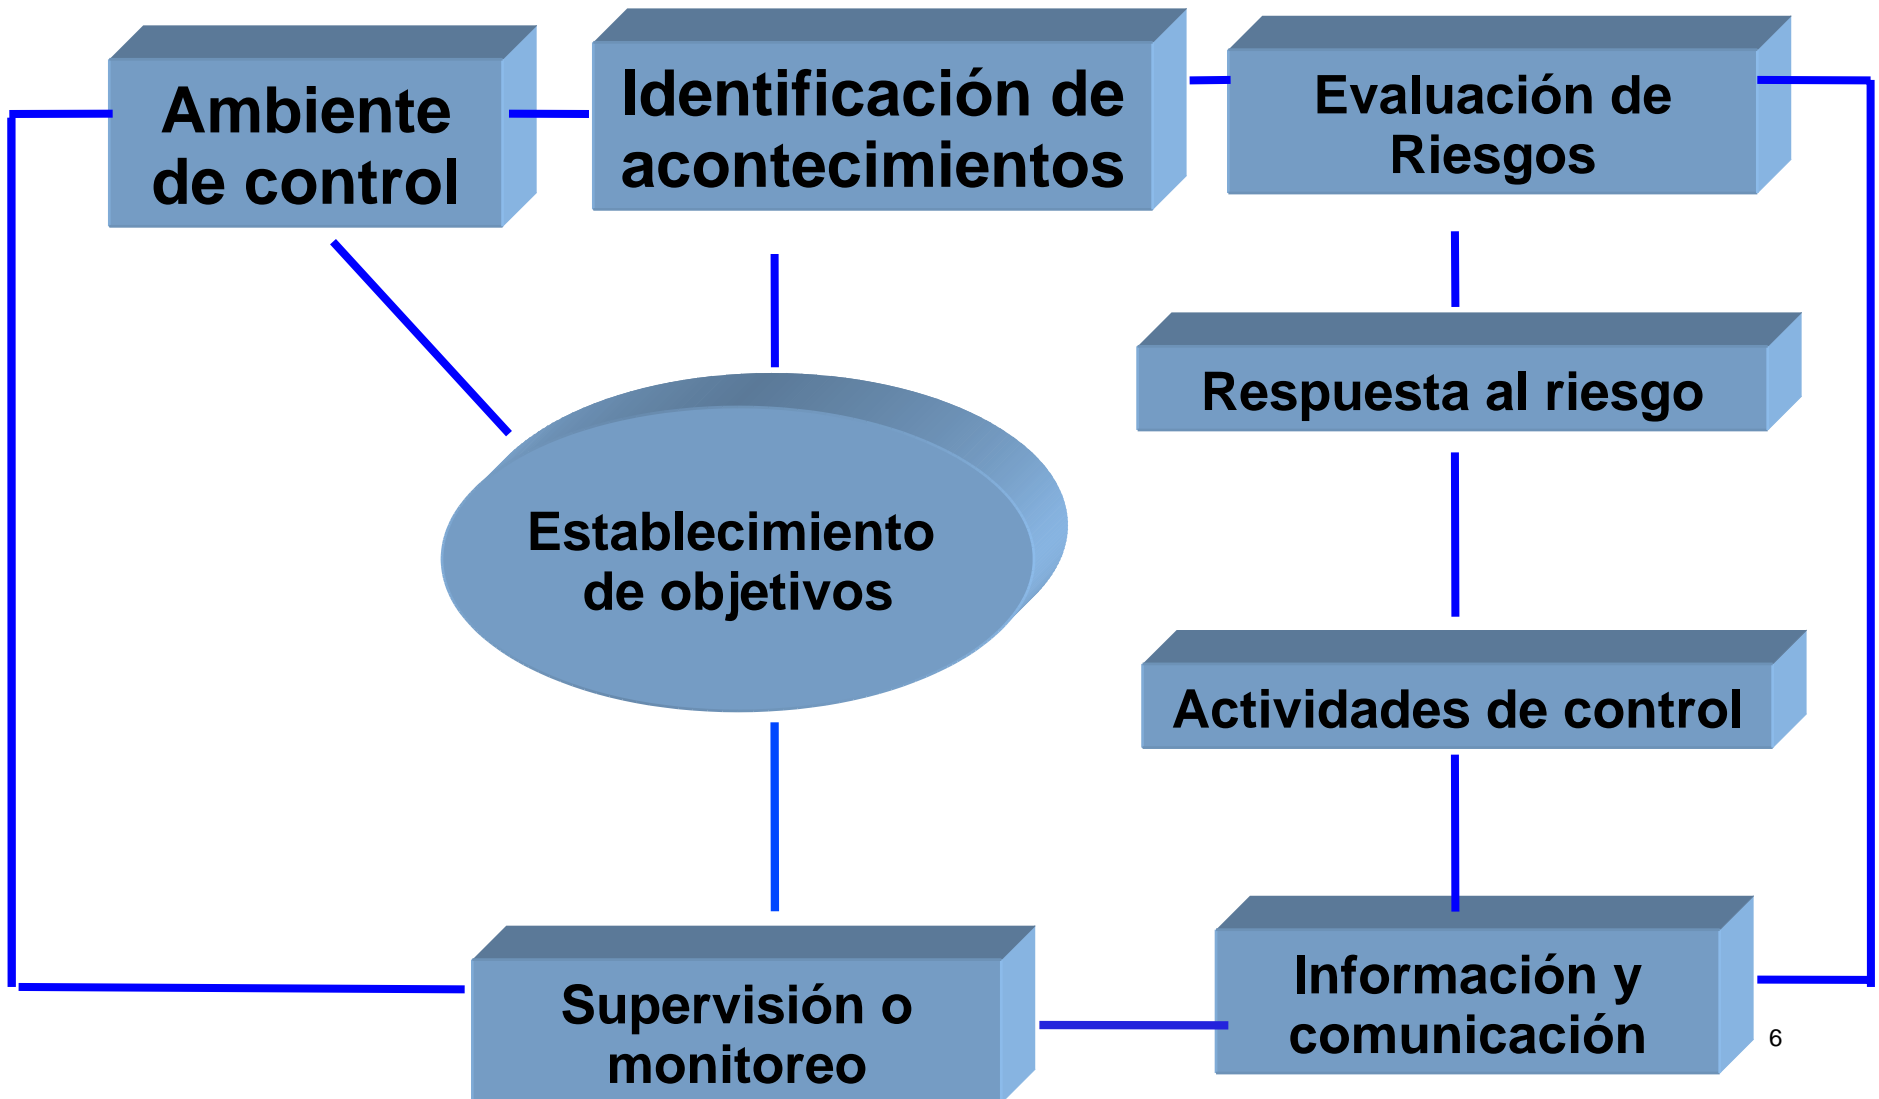 Ambiente
de control
Identificación de
acontecimientos
Evaluación de
Riesgos
Respuesta al riesgo
Establecimiento
de objetivos
Actividades de control
Supervisión o
monitoreo
Información y
comunicación
6